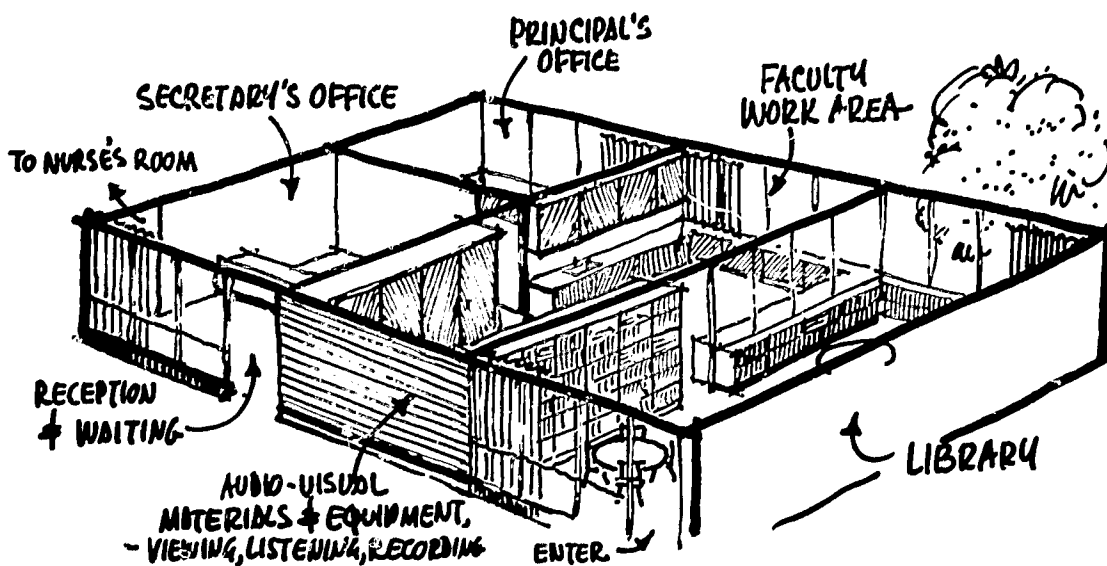 PRINCIPAL'S
OFFICE
SECRETARY'S OFFICE
FACULTY
WORK AREA
TO NURSE'S ROOM
RECEPTION
& WAITING
AUDIO-VISUAL
MATERIALS & EQUIPMENT,
- VIEWING, LISTENING, RECORDING
ENTER
LIBRARY